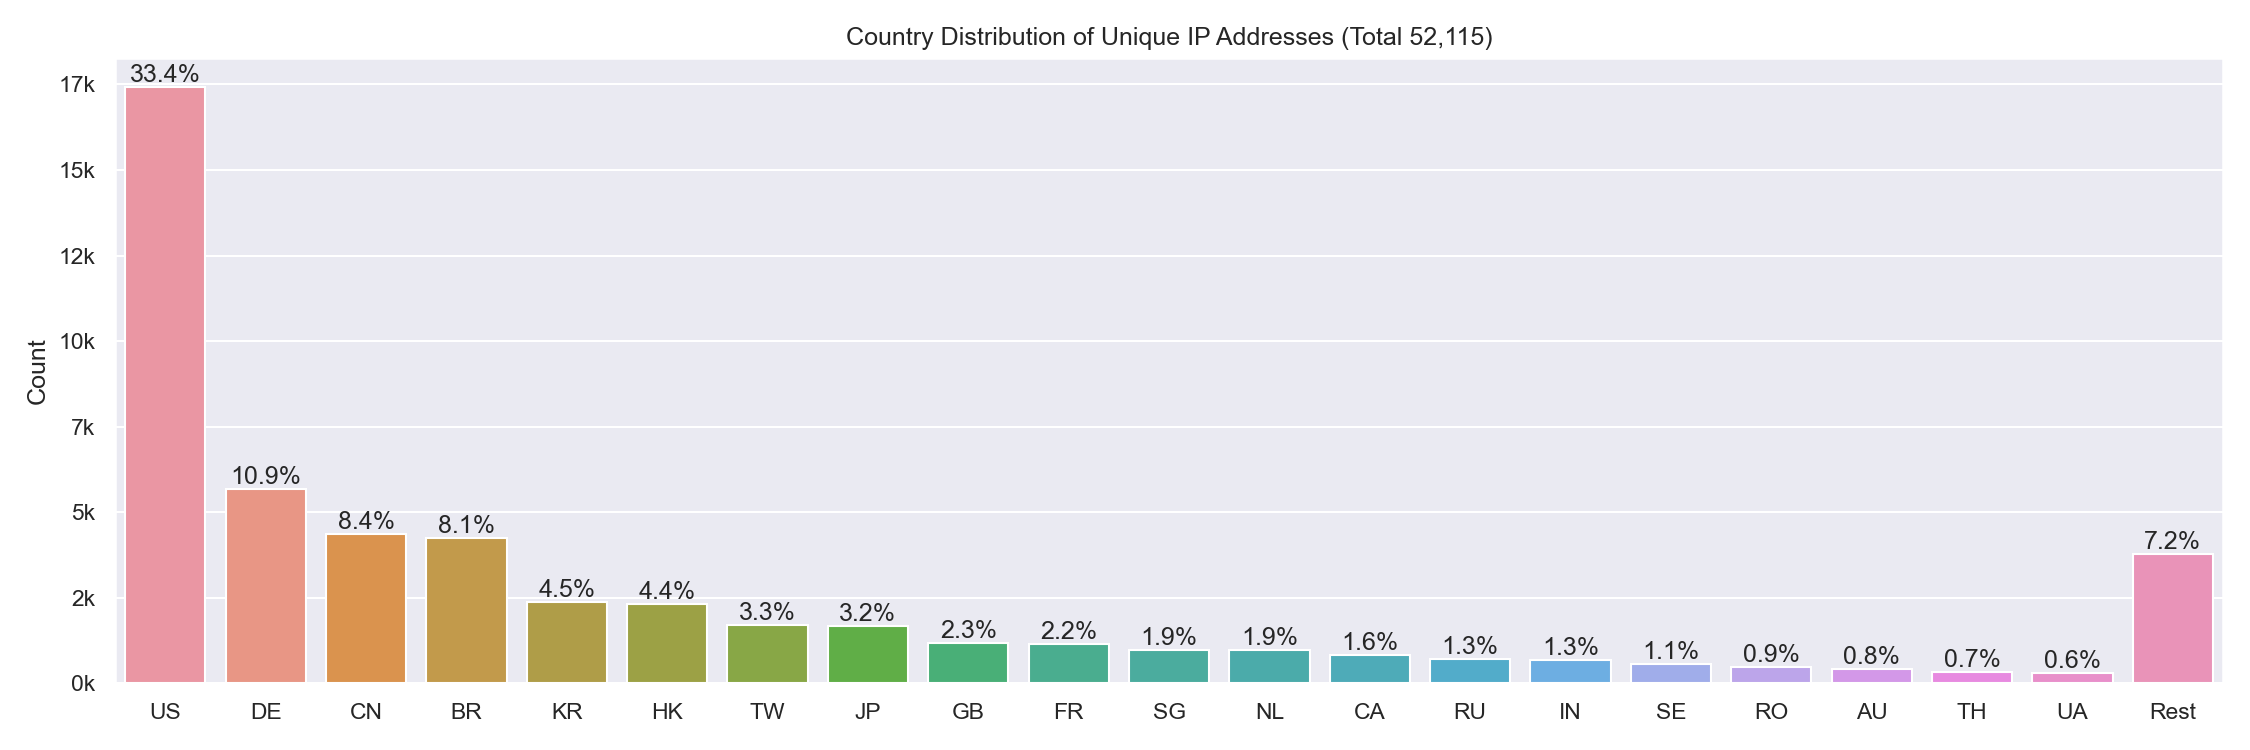 Country Distribution of Unique IP Addresses (Total 52,115)
Count
17k
15k
12k
10k
7k
5k
2k
0k
33.4%
10.9%
8.4%
8.1%
4.5%
4.4%
3.3%
3.2%
2.3%
2.2%
1.9%
1.9%
1.6%
1.3%
1.3%
1.1%
0.9%
0.8%
0.7%
0.6%
7.2%
US DE CN BR KR HK TW JP GB FR SG NL CA RU IN SE RO AU TH UA Rest